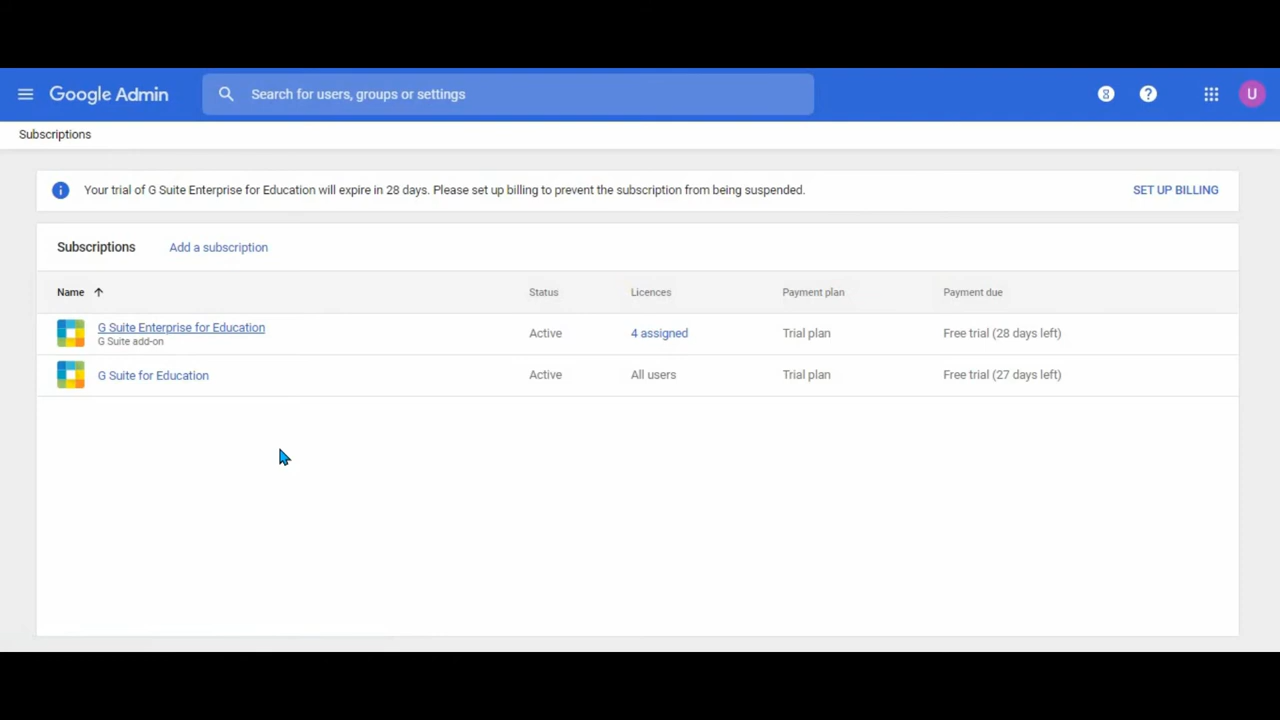 Google Admin
Search for users, groups or settings
8
?
U
Subscriptions
Your trial of G Suite Enterprise for Education will expire in 28 days. Please set up billing to prevent the subscription from being suspended.
SET UP BILLING
Subscriptions
Add a subscription
Name
Status
Licences
Payment plan
Payment due
G Suite Enterprise for Education
G Suite add-on
Active
4 assigned
Trial plan
Free trial (28 days left)
G Suite for Education
Active
All users
Trial plan
Free trial (27 days left)